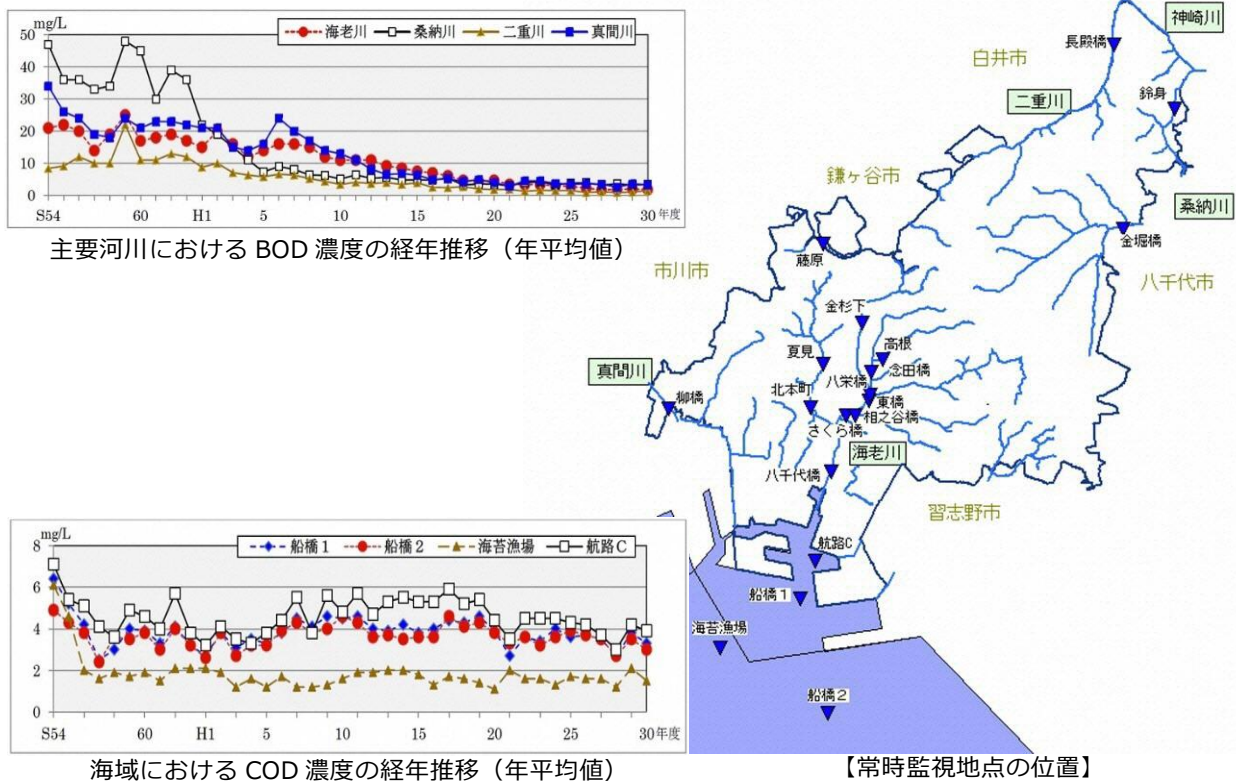 mg/L
海老川 桑納川 二重川 真間川
50
40
30
20
10
0
S54 60 H1 5 10 15 20 25 30 年度
主要河川における BOD 濃度の経年推移（年平均値）
mg/L
船橋1 船橋2 海苔漁場 航路C
8
6
4
2
0
S54 60 H1 5 10 15 20 25 30年度
海域における COD 濃度の経年推移（年平均値）
神崎川
長殿橋
白井市
二重川
鈴身
鎌ヶ谷市
桑納川
金堀橋
藤原
市川市
八千代市
金杉下
高根
夏見
念田橋
真間川
八栄橋
北本町
柳橋
東橋
相之谷橋
さくら橋
海老川
八千代橋
習志野市
航路C
船橋1
海苔漁場
船橋2
【常時監視地点の位置】